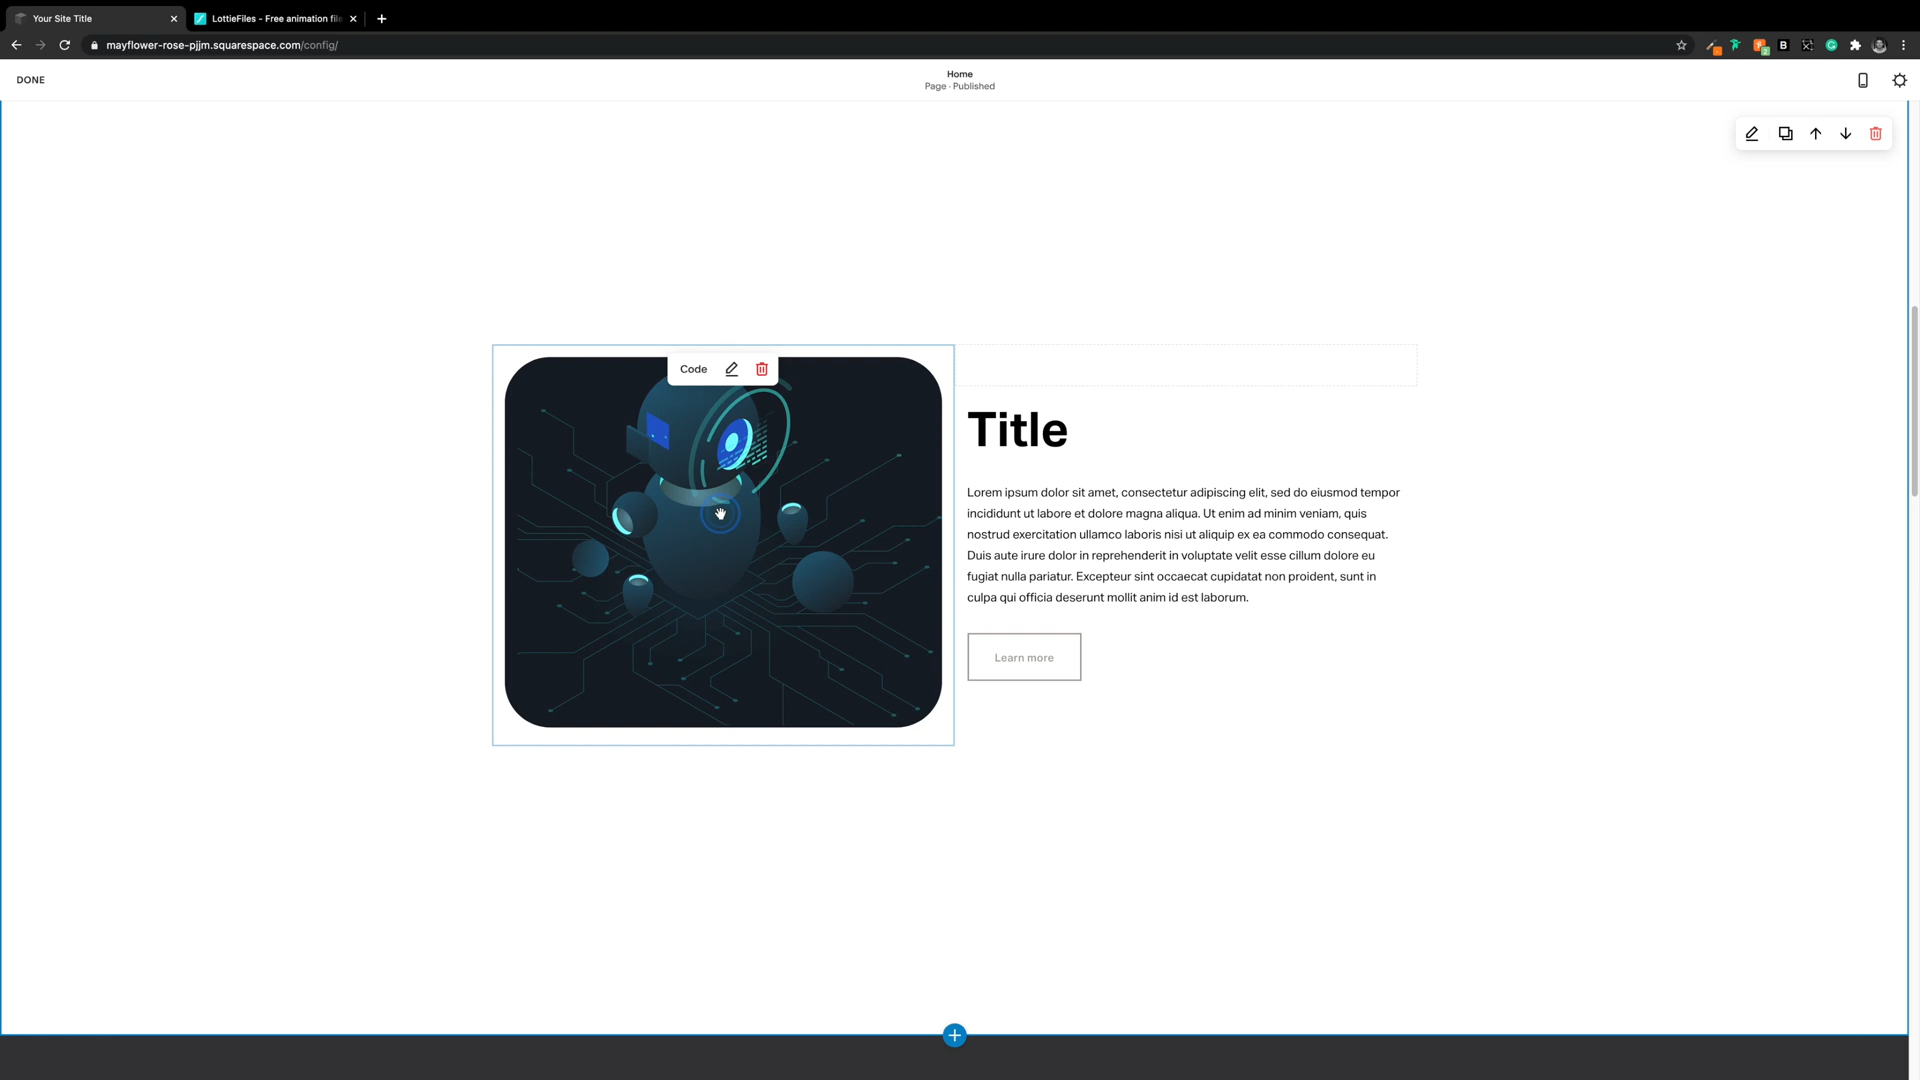 Your Site Title
LottieFiles - Free animation file
mayflower-rose-pjjm.squarespace.com/config/
DONE
Home
Page · Published
Code
Title
Lorem ipsum dolor sit amet, consectetur adipiscing elit, sed do eiusmod tempor
incididunt ut labore et dolore magna aliqua. Ut enim ad minim veniam, quis
nostrud exercitation ullamco laboris nisi ut aliquip ex ea commodo consequat.
Duis aute irure dolor in reprehenderit in voluptate velit esse cillum dolore eu
fugiat nulla pariatur. Excepteur sint occaecat cupidatat non proident, sunt in
culpa qui officia deserunt mollit anim id est laborum.
Learn more